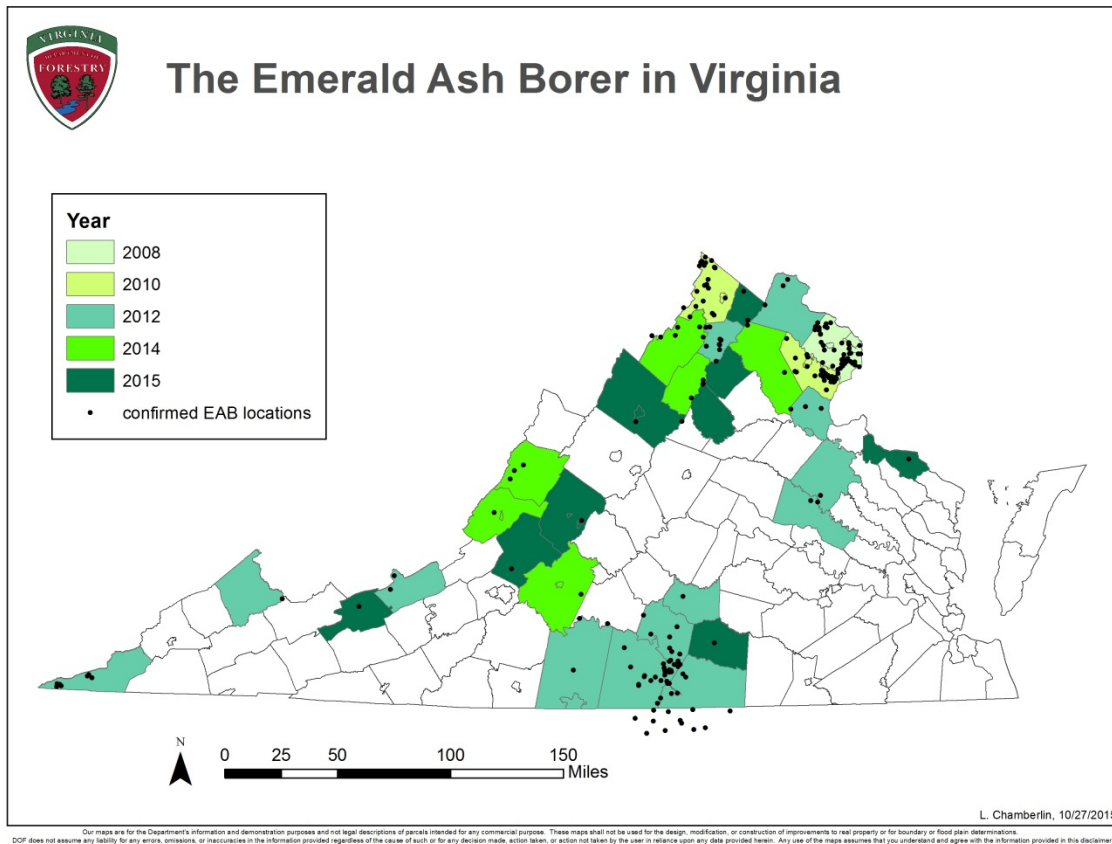 VIRGINIA
DEPARTMENT OF
FORESTRY
The Emerald Ash Borer in Virginia
Year
2008
2010
2012
2014
2015
confirmed EAB locations
N
0 25 50 100 150
Miles
L. Chamberlin, 10/27/2015
Our maps are for the Department's information and demonstration purposes and not legal descriptions of parcels intended for any commercial purpose. These maps shall not be used for the design, modification, or construction of improvements to real property or for boundary or flood plain determinations.
DOF does not assume any liability for any errors, omissions, or inaccuracies in the information provided regardless of the cause of such or for any decision made, action taken, or action not taken by the user in reliance upon any data provided herein. Any use of the maps assumes that you understand and agree with the information provided in this disclaimer